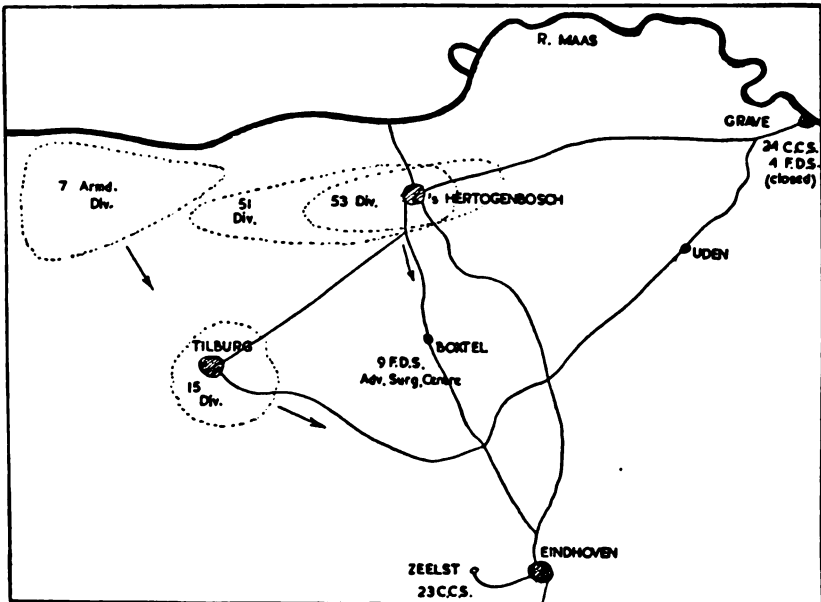 R. MAAS
GRAVE
24 C.C.S.
4 F.D.S.
(closed)
7 Armd.
Div.
51
Div.
53 Div.
's HERTOGENBOSCH
UDEN
TILBURG
15
Div.
BOXTEL
9 F.D.S.
Adv. Surg. Centre
EINDHOVEN
ZEELST
23 C.C.S.